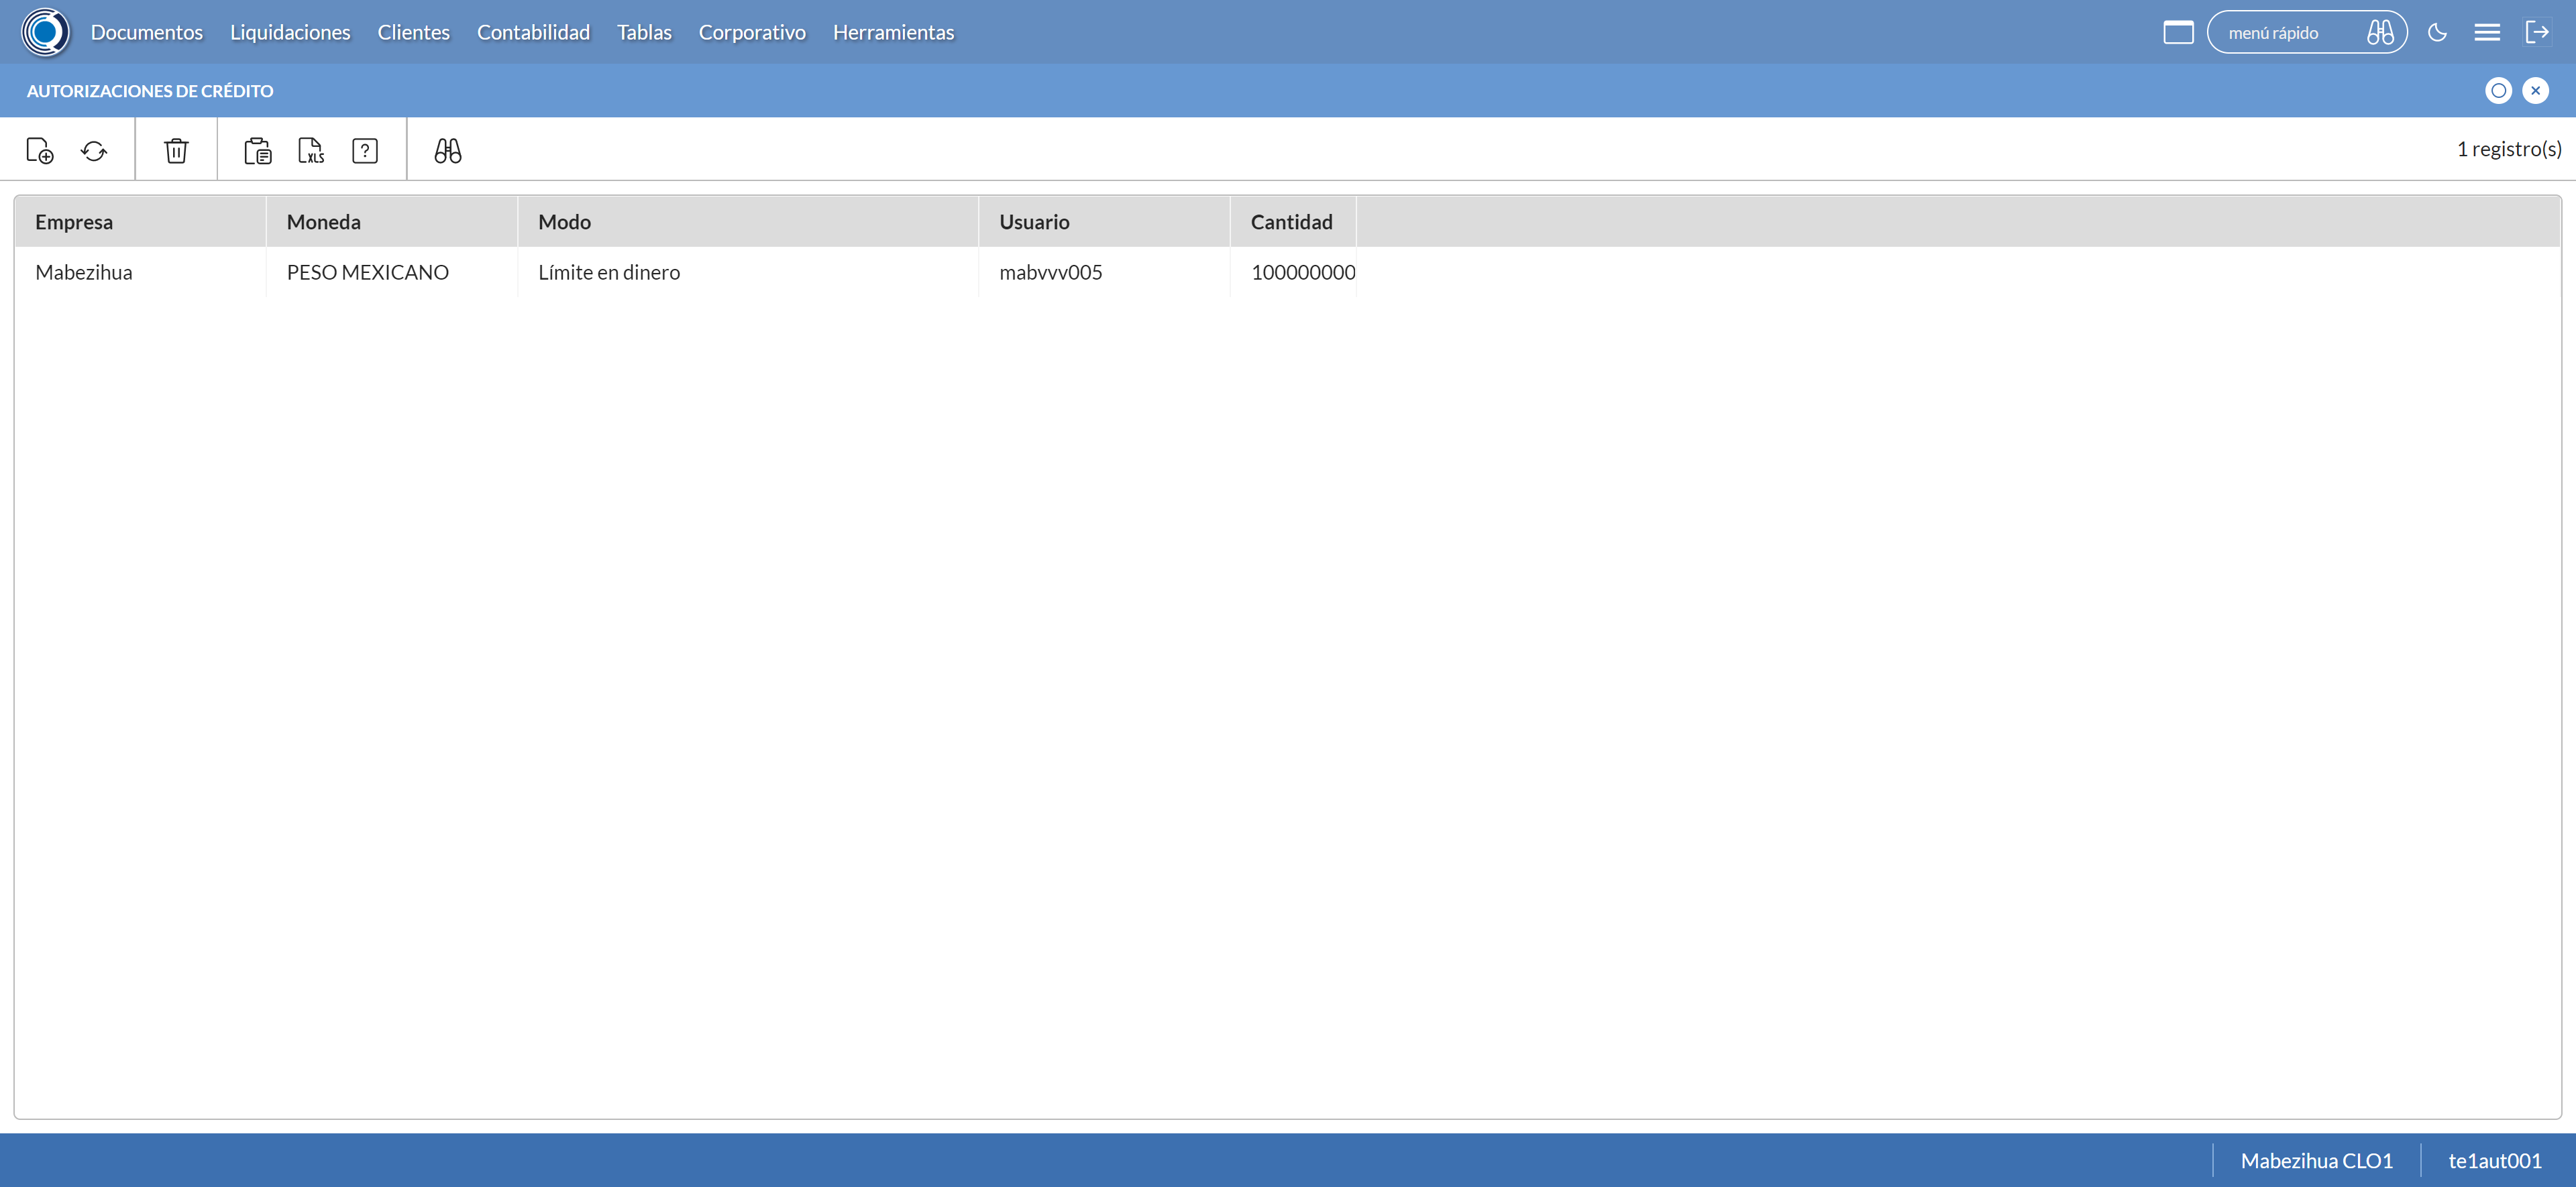 Documentos Liquidaciones Clientes Contabilidad Tablas Corporativo Herramientas menú rápido
AUTORIZACIONES DE CRÉDITO
XLS ? 1 registro(s)
Empresa Moneda Modo Usuario Cantidad
Mabezihua PESO MEXICANO Límite en dinero mabvvv005 100000000
Mabezihua CLO1 te1aut001